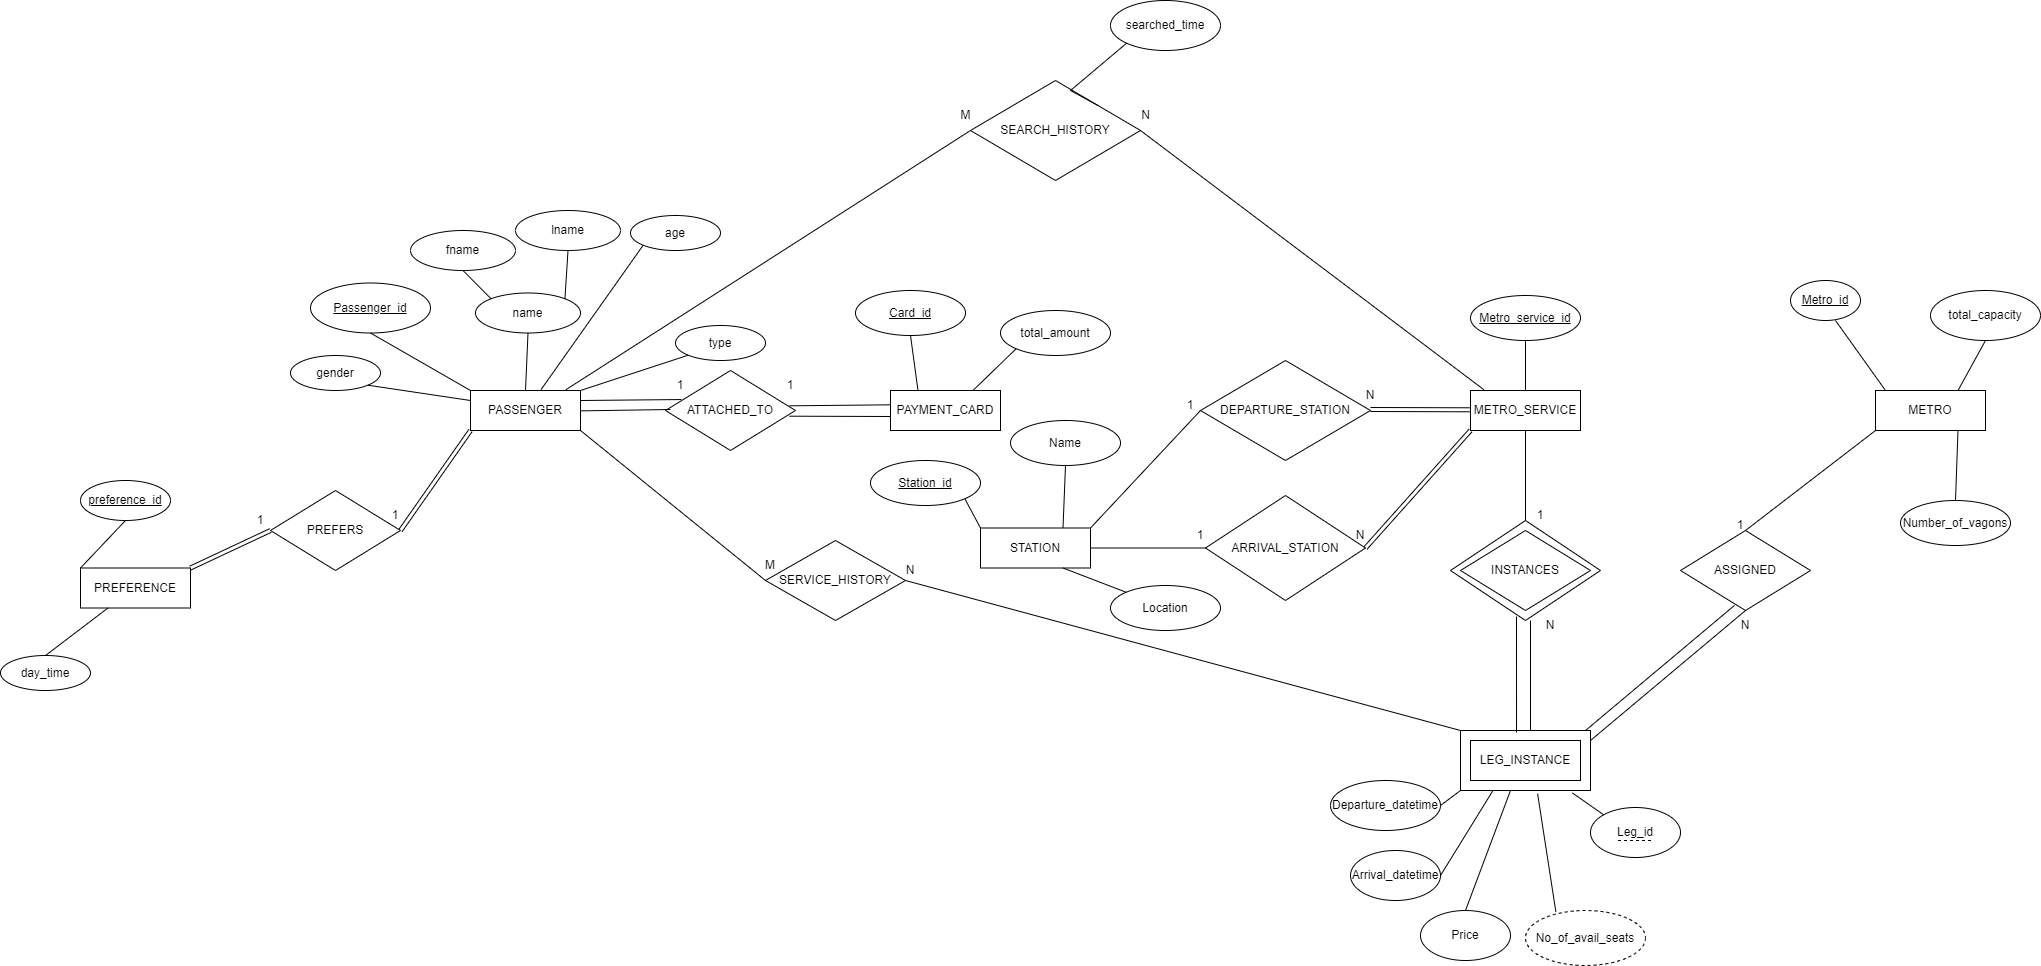 searched_time
M
N
SEARCH_HISTORY
lname
age
fname
Passenger_id
name
Card_id
total_amount
type
gender
Metro_service_id
Metro_id
total_capacity
1
1
PASSENGER
ATTACHED_TO
PAYMENT_CARD
1
DEPARTURE_STATION
N
METRO_SERVICE
METRO
Name
Station_id
preference_id
1
PREFERS
1
1
ARRIVAL_STATION
N
STATION
1
INSTANCES
N
1
ASSIGNED
N
Number_of_vagons
M
SERVICE_HISTORY
N
PREFERENCE
Location
day_time
LEG_INSTANCE
Departure_datetime
Leg_id
Arrival_datetime
Price
No_of_avail_seats